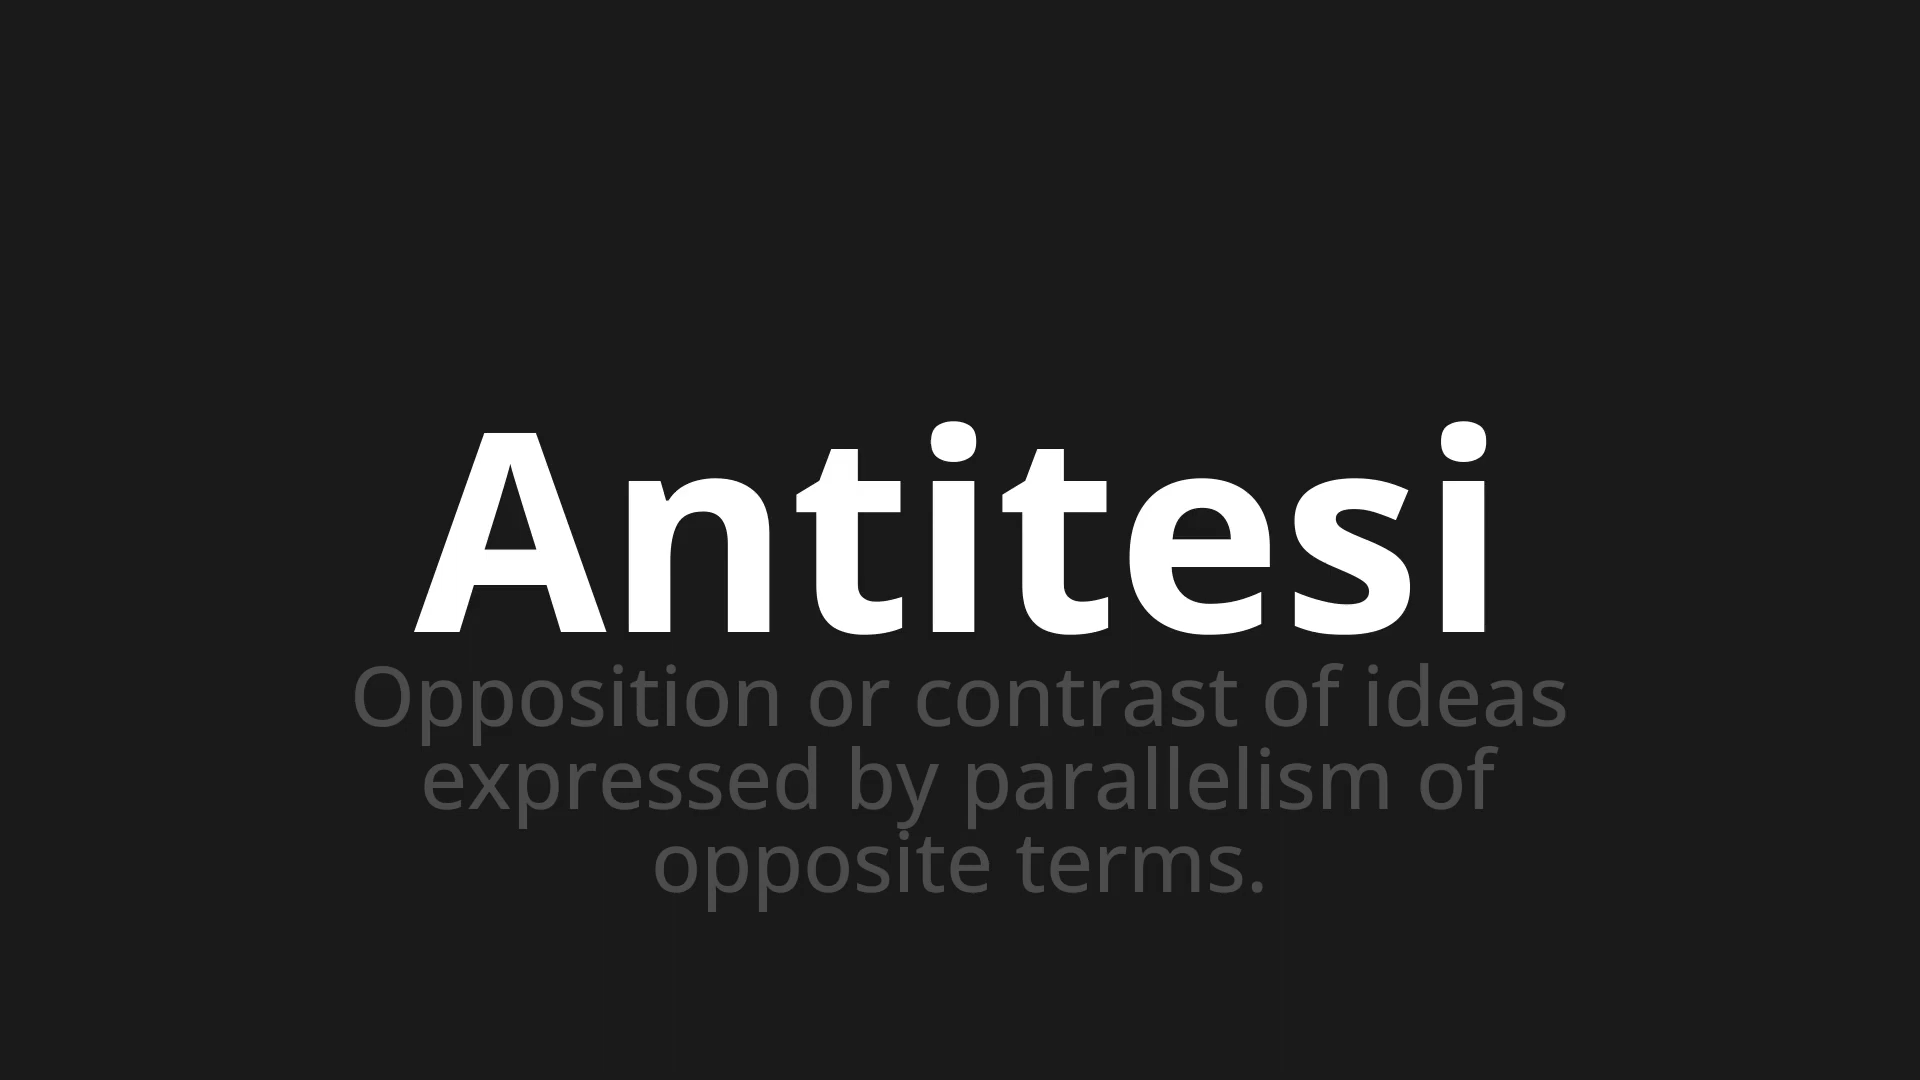 Antitesi
Opposition or contrast of ideas
expressed by parallelism of
opposite terms.